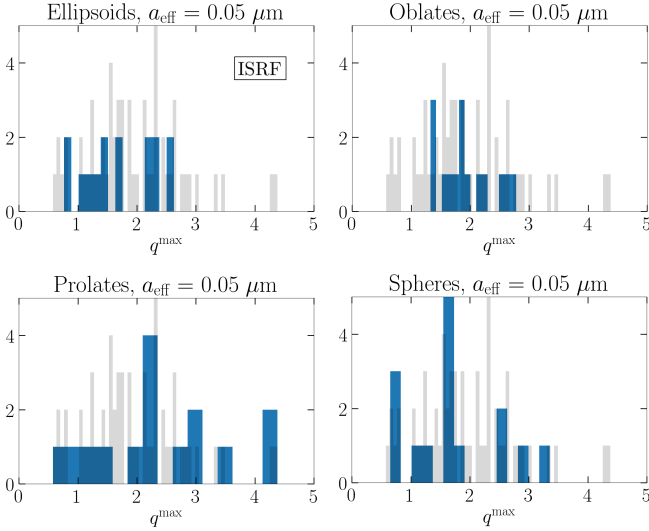 Ellipsoids, a_eff = 0.05 μm
Oblates, a_eff = 0.05 μm
ISRF
4
2
0
0 1 2 3 4 5
q^max
4
2
0
0 1 2 3 4 5
q^max
Prolates, a_eff = 0.05 μm
Spheres, a_eff = 0.05 μm
4
2
0
0 1 2 3 4 5
q^max
4
2
0
0 1 2 3 4 5
q^max